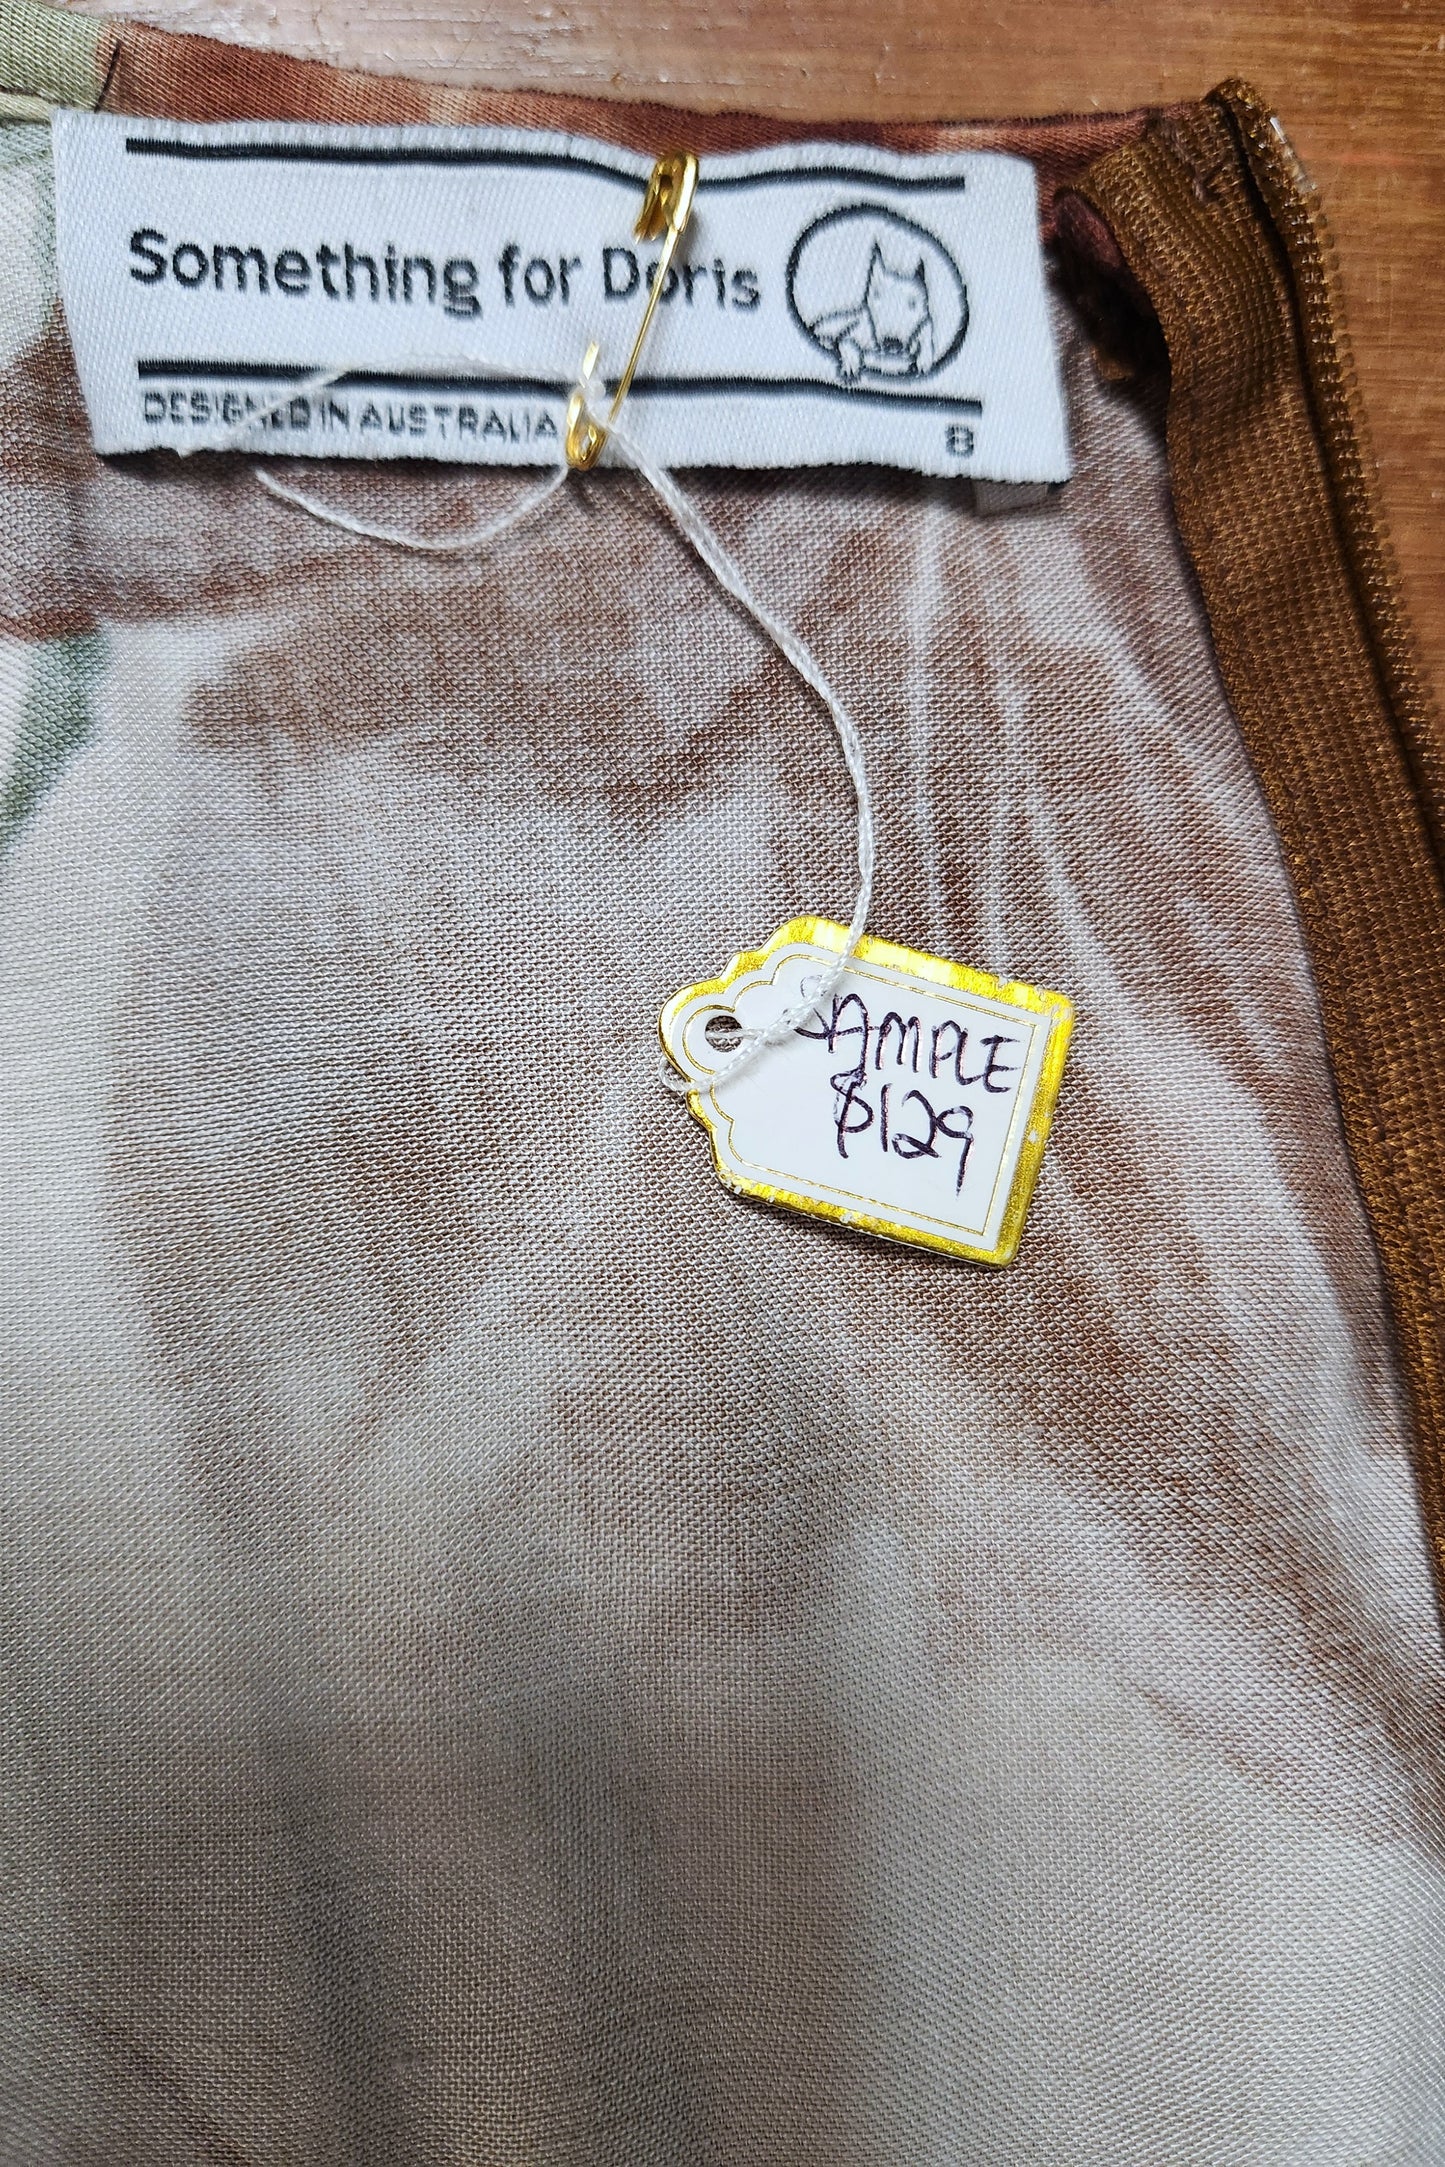 Something for Doris
DESIGNED IN AUSTRALIA
8
SAMPLE
$129